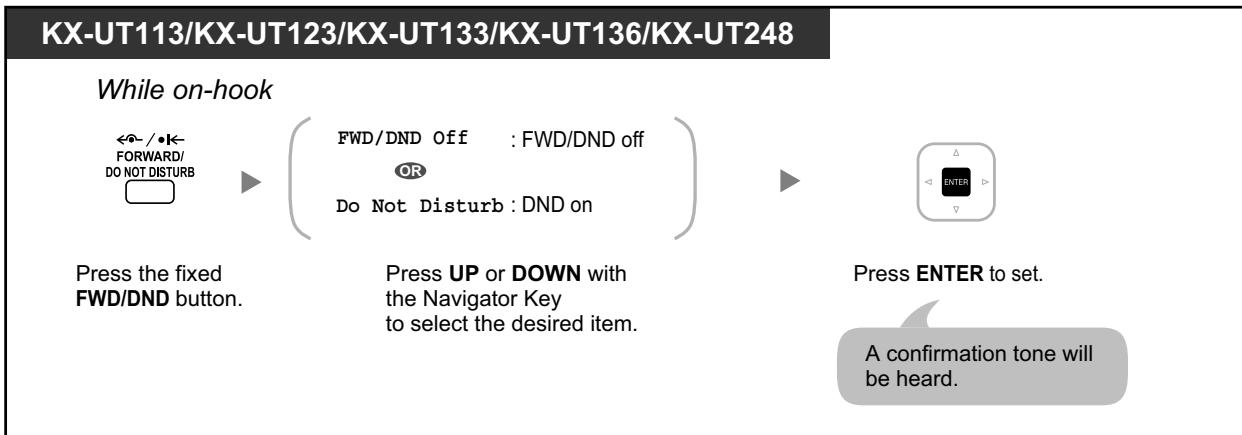 KX-UT113/KX-UT123/KX-UT133/KX-UT136/KX-UT248
While on-hook
FORWARD/
DO NOT DISTURB
FWD/DND Off : FWD/DND off
OR
Do Not Disturb : DND on
ENTER
Press the fixed
FWD/DND button.
Press UP or DOWN with
the Navigator Key
to select the desired item.
Press ENTER to set.
A confirmation tone will
be heard.